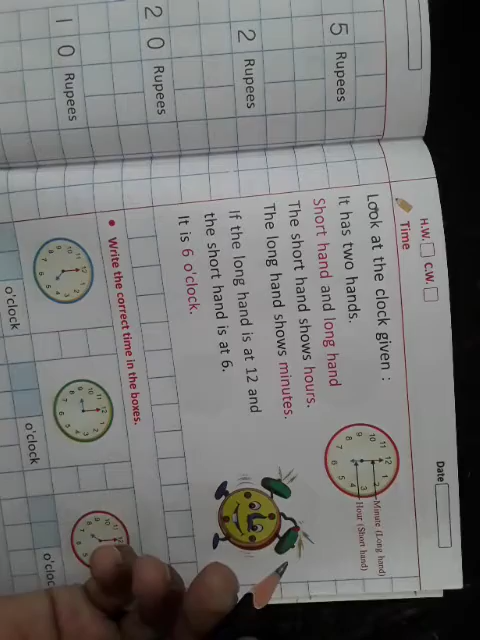 5 Rupees
2 Rupees
2 0 Rupees
1 0 Rupees
H.W. C.W.
Date
Time
Look at the clock given :
It has two hands.
Short hand and long hand
The short hand shows hours.
The long hand shows minutes.
If the long hand is at 12 and
the short hand is at 6.
It is 6 o'clock.
Minute (Long hand)
Hour (Short hand)
• Write the correct time in the boxes.
o'clock
o'clock
o'cloc